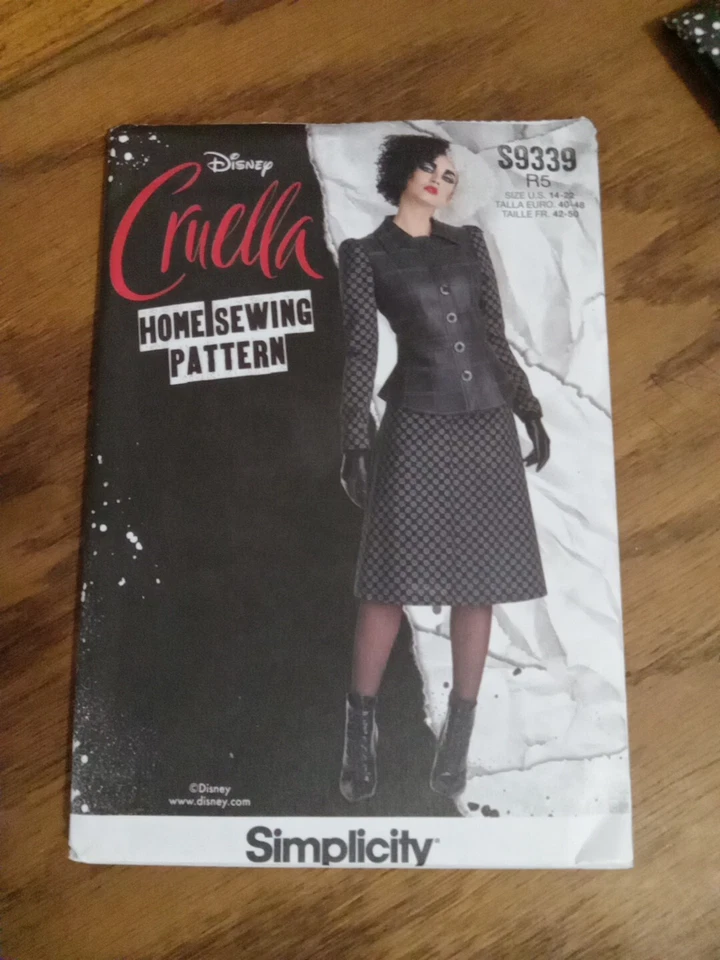 Disney
Cruella
HOME SEWING
PATTERN
S9339
R5
SIZE U.S. 14-22
TALLA EURO. 40-48
TAILLE FR. 42-50
©Disney
www.disney.com
Simplicity